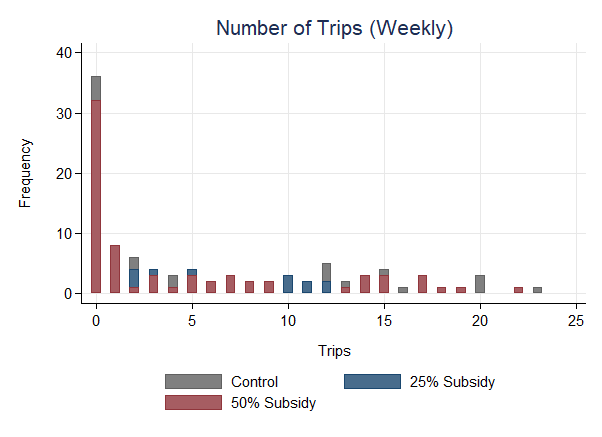 Number of Trips (Weekly)
40
30
20
10
0
Frequency
0 5 10 15 20 25
Trips
Control 25% Subsidy
50% Subsidy